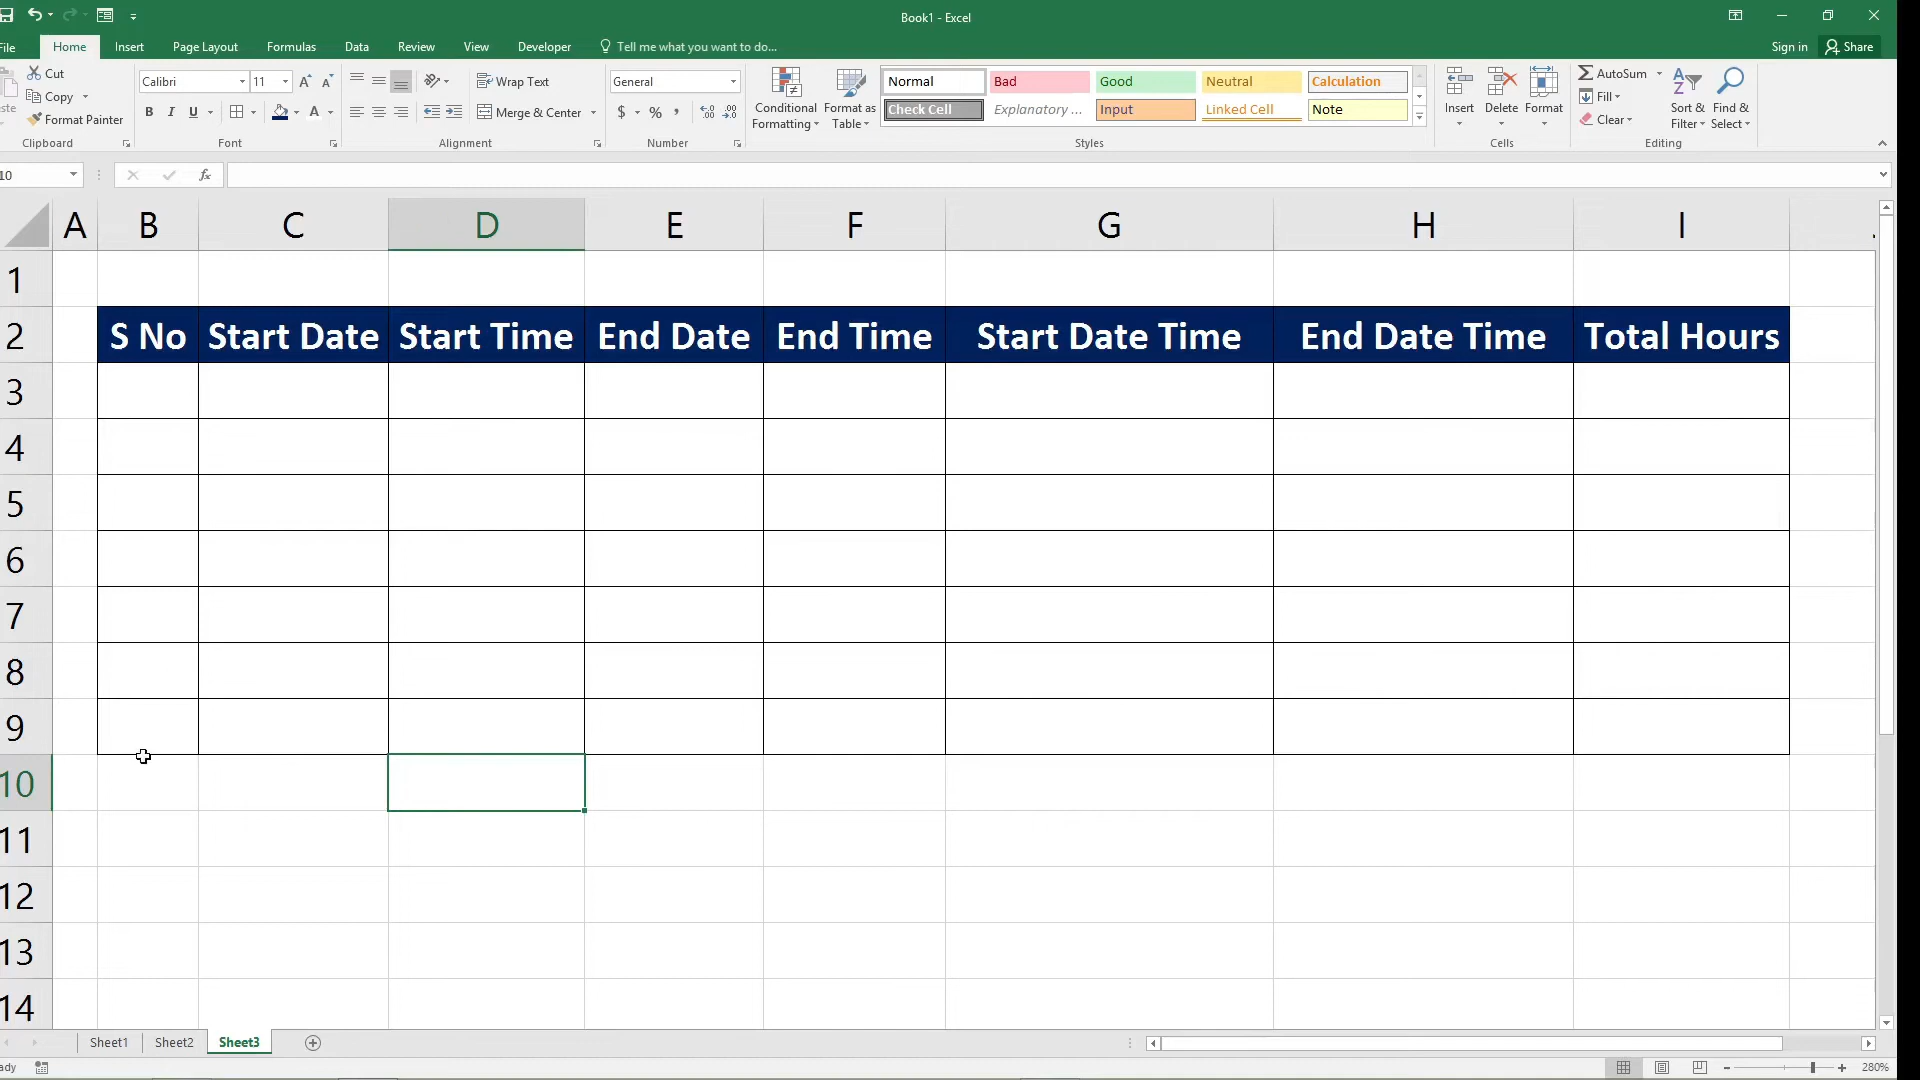 Book1 - Excel
File Home Insert Page Layout Formulas Data Review View Developer Tell me what you want to do... Sign in Share
Cut
Copy
Format Painter
Clipboard
Calibri 11
B I U A
Font
Wrap Text
Merge & Center
Alignment
General
$ % ,
Number
Conditional Formatting
Format as Table
Normal Bad Good Neutral Calculation
Check Cell Explanatory ... Input Linked Cell Note
Styles
Insert Delete Format
Cells
AutoSum
Fill
Clear
Sort & Filter
Find & Select
Editing
10 fx
A B C D E F G H I
1
2 S No Start Date Start Time End Date End Time Start Date Time End Date Time Total Hours
3
4
5
6
7
8
9
10
11
12
13
14
Sheet1 Sheet2 Sheet3
ady 280%